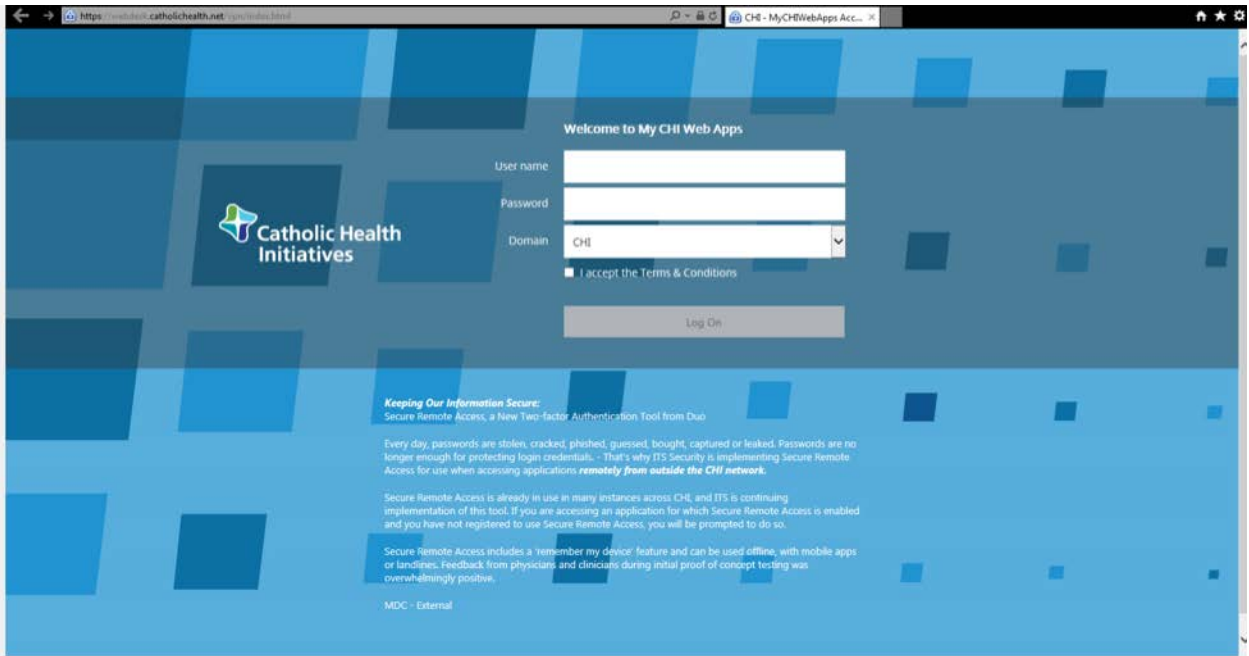 https://webdesk.catholichealth.net/vpn/index.html
CHI - MyCHIWebApps Acc...
Welcome to My CHI Web Apps
User name
Password
Catholic Health
Initiatives
Domain
CHI
I accept the Terms & Conditions
Log On
Keeping Our Information Secure:
Secure Remote Access, a New Two-factor Authentication Tool from Duo
Every day, passwords are stolen, cracked, phished, guessed, bought, captured or leaked. Passwords are no
longer enough for protecting login credentials. - That's why ITS Security is implementing Secure Remote
Access for use when accessing applications remotely from outside the CHI network.
Secure Remote Access is already in use in many instances across CHI, and ITS is continuing
implementation of this tool. If you are accessing an application for which Secure Remote Access is enabled
and you have not registered to use Secure Remote Access, you will be prompted to do so.
Secure Remote Access includes a 'remember my device' feature and can be used offline, with mobile apps
or landlines. Feedback from physicians and clinicians during initial proof of concept testing was
overwhelmingly positive.
MDC - External